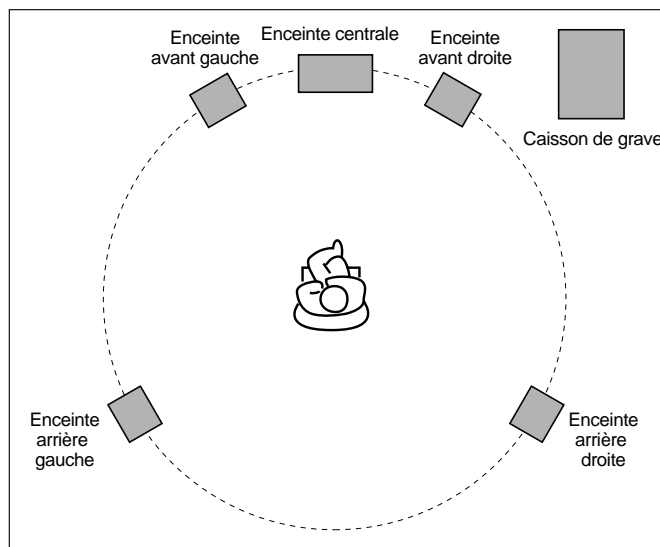 Enceinte
avant gauche
Enceinte centrale
Enceinte
avant droite
Caisson de grave
Enceinte
arrière
gauche
Enceinte
arrière
droite